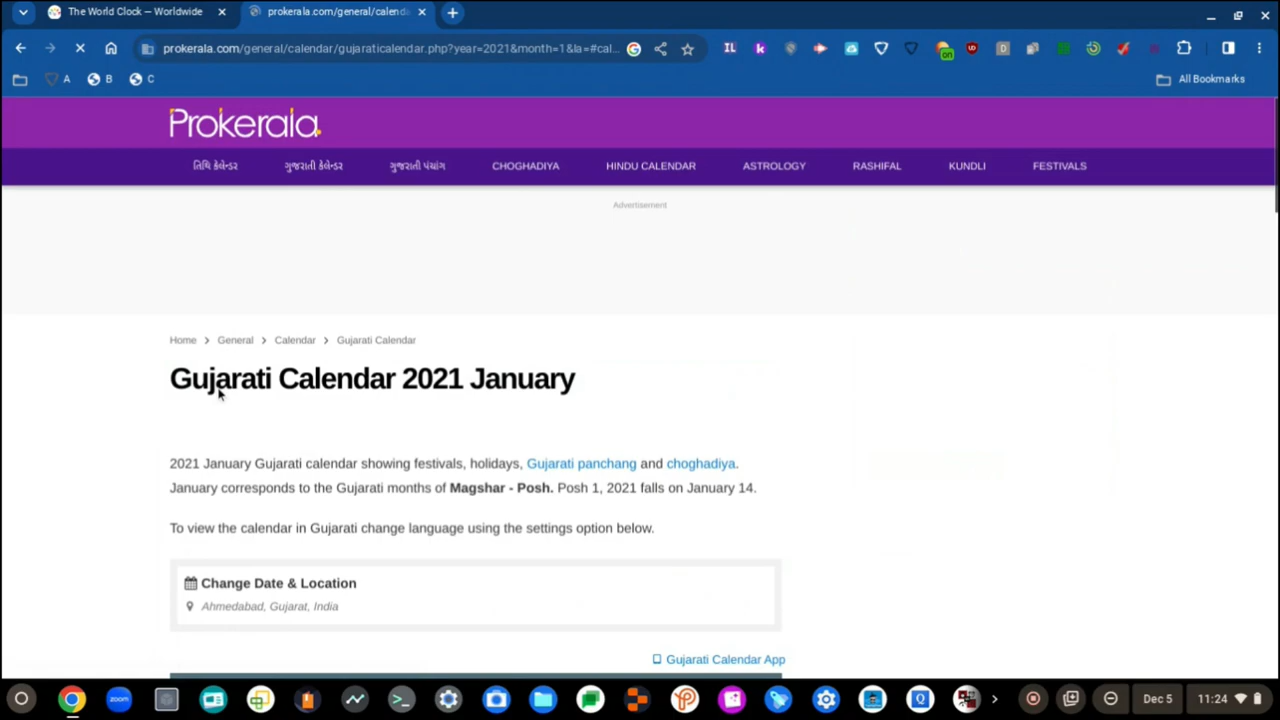 The World Clock — Worldwide
prokerala.com/general/calenda
prokerala.com/general/calendar/gujaraticalendar.php?year=2021&month=1&la=#cal...
A
B
C
All Bookmarks
Prokerala
તિથિ કેલેન્ડર
ગુજરાતી કેલેન્ડર
ગુજરાતી પંચાંગ
CHOGHADIYA
HINDU CALENDAR
ASTROLOGY
RASHIFAL
KUNDLI
FESTIVALS
Advertisement
Home > General > Calendar > Gujarati Calendar
Gujarati Calendar 2021 January
2021 January Gujarati calendar showing festivals, holidays, Gujarati panchang and choghadiya.
January corresponds to the Gujarati months of Magshar - Posh. Posh 1, 2021 falls on January 14.
To view the calendar in Gujarati change language using the settings option below.
Change Date & Location
Ahmedabad, Gujarat, India
Gujarati Calendar App
zoom
Dec 5
11:24